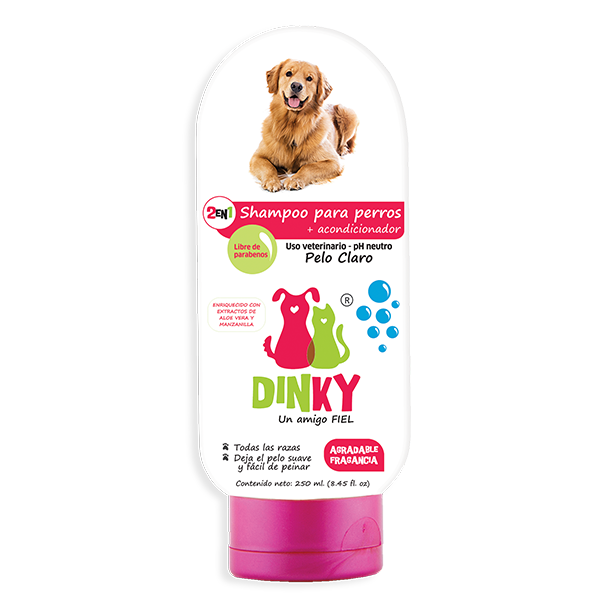 2EN1
Shampoo para perros
+ acondicionador
Libre de
parabenos
Uso veterinario - pH neutro
Pelo Claro
ENRIQUECIDO CON
EXTRACTOS DE
ALOE VERA Y
MANZANILLA
®
DINKY
Un amigo FIEL
Todas las razas
Deja el pelo suave
y fácil de peinar
AGRADABLE
FRAGANCIA
Contenido neto: 250 ml. (8.45 fl. oz)